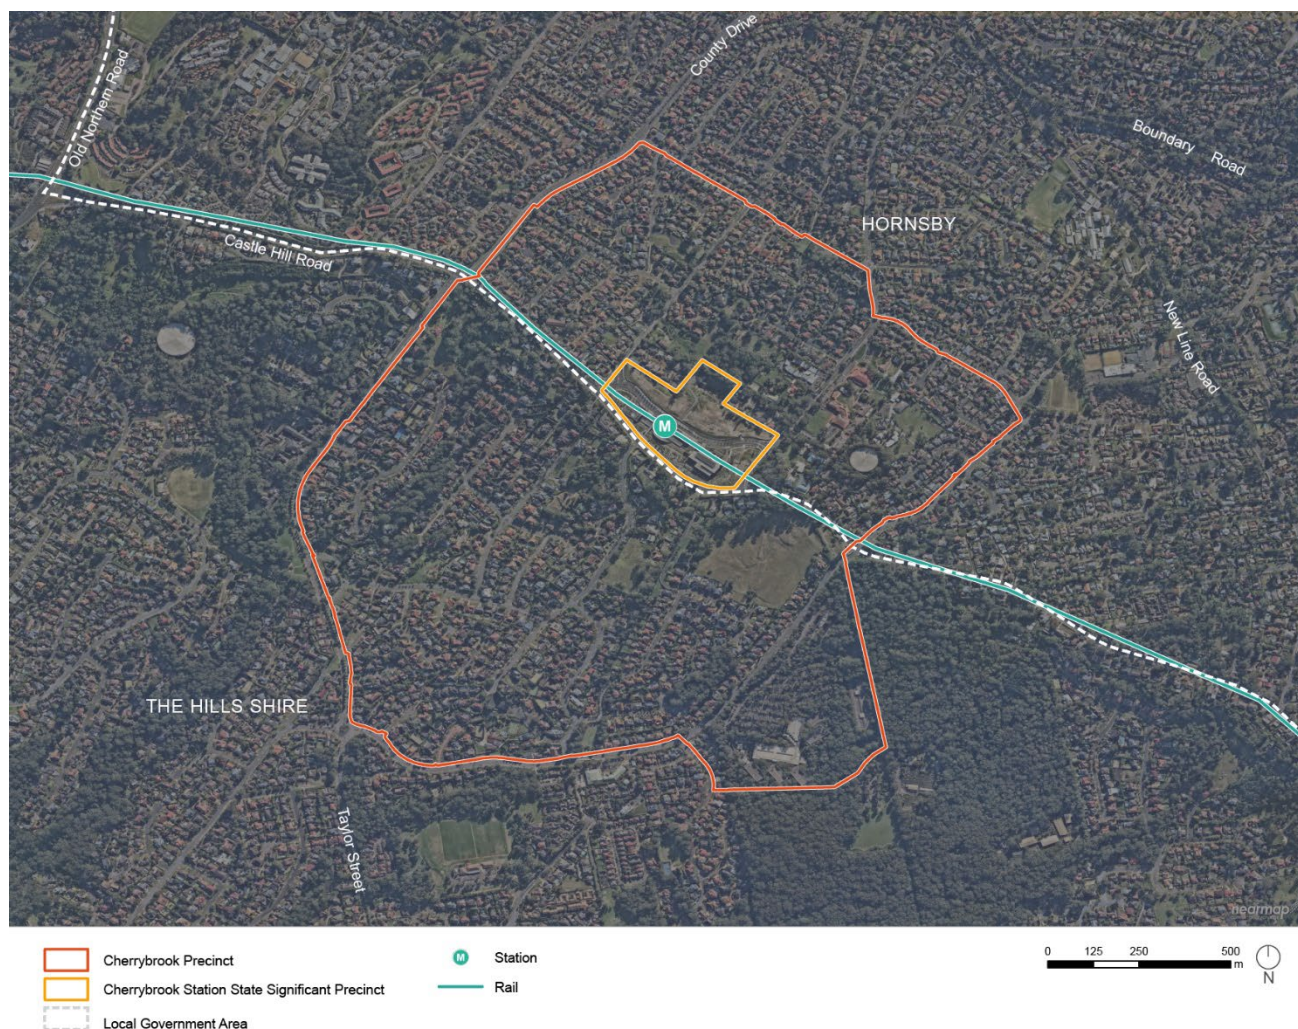 County Drive
Old Northern Road
Boundary Road
HORNSBY
Castle Hill Road
New Line Road
M
THE HILLS SHIRE
Taylor Street
nearmap
Cherrybrook Precinct
Cherrybrook Station State Significant Precinct
Local Government Area
M Station
Rail
0 125 250 500
m
N